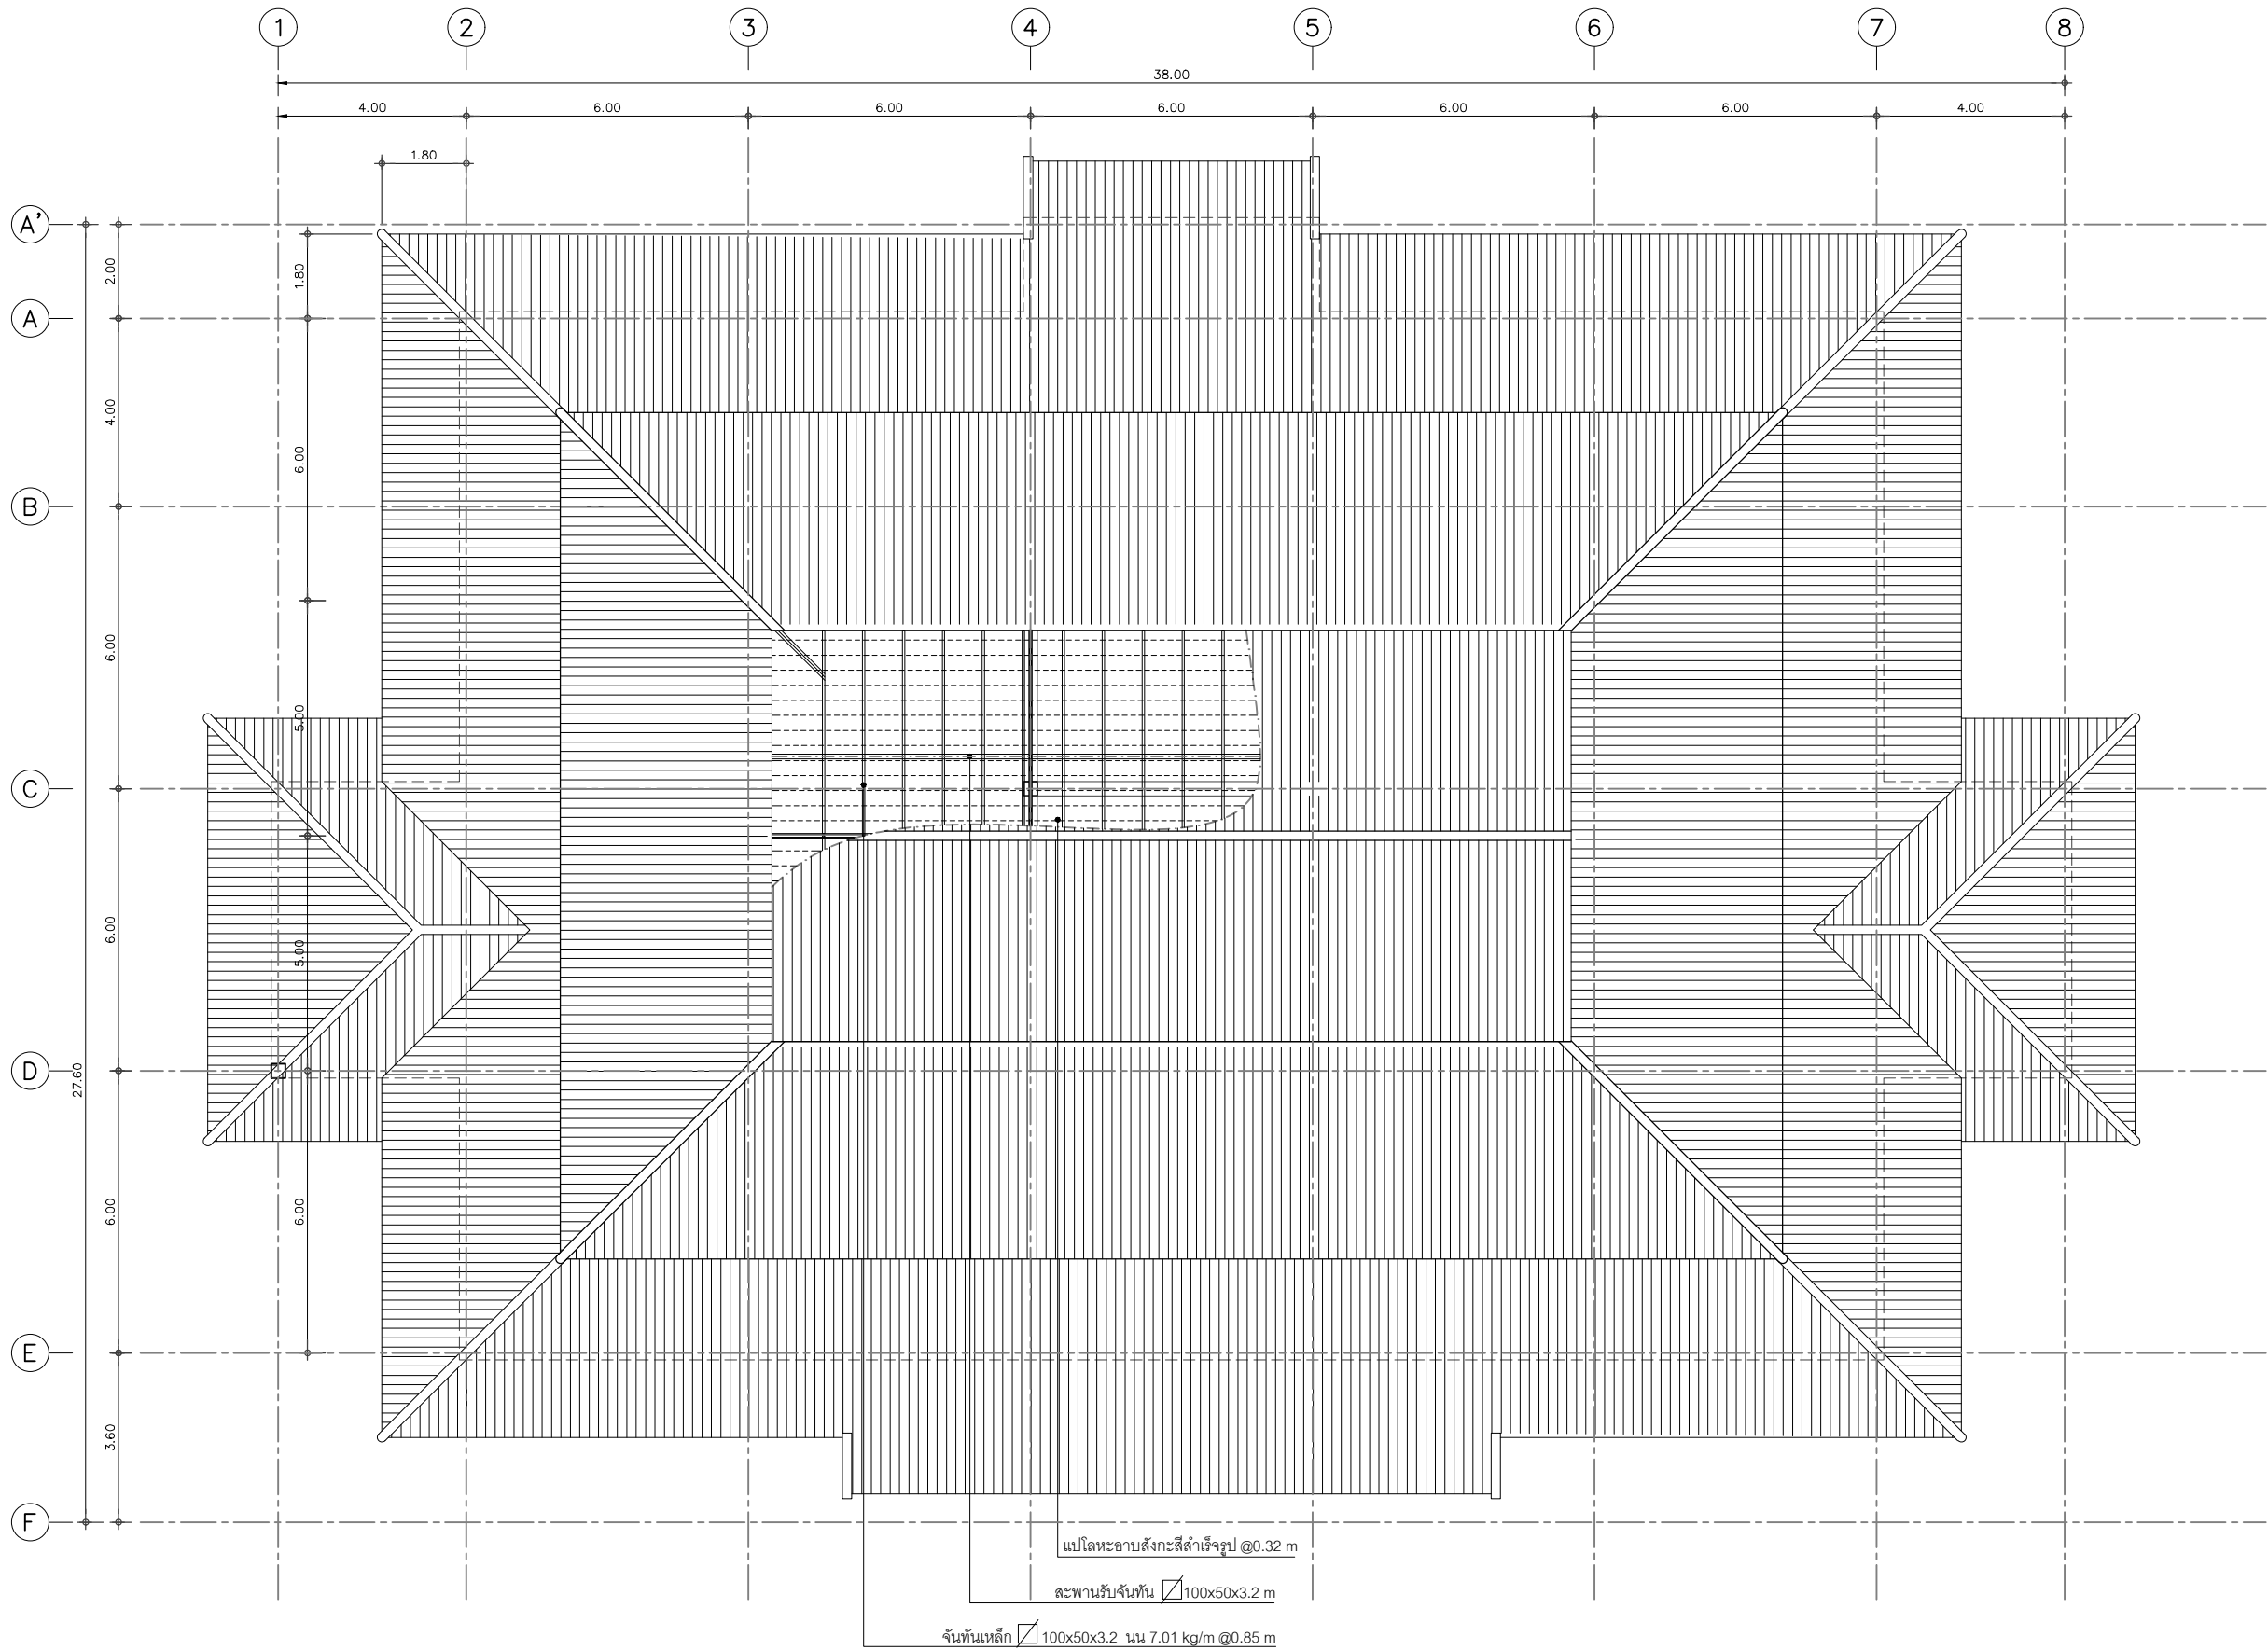 1 2 3 4 5 6 7 8
38.00
4.00 6.00 6.00 6.00 6.00 6.00 4.00
1.80
A'
2.00
1.80
A
4.00
6.00
B
6.00
5.00
C
6.00
5.00
D
27.60
6.00
6.00
E
3.60
F
แปโลหะอาบสังกะสีสำเร็จรูป @0.32 m
สะพานรับจันทัน 100x50x3.2 m
จันทันเหล็ก 100x50x3.2 นน 7.01 kg/m @0.85 m